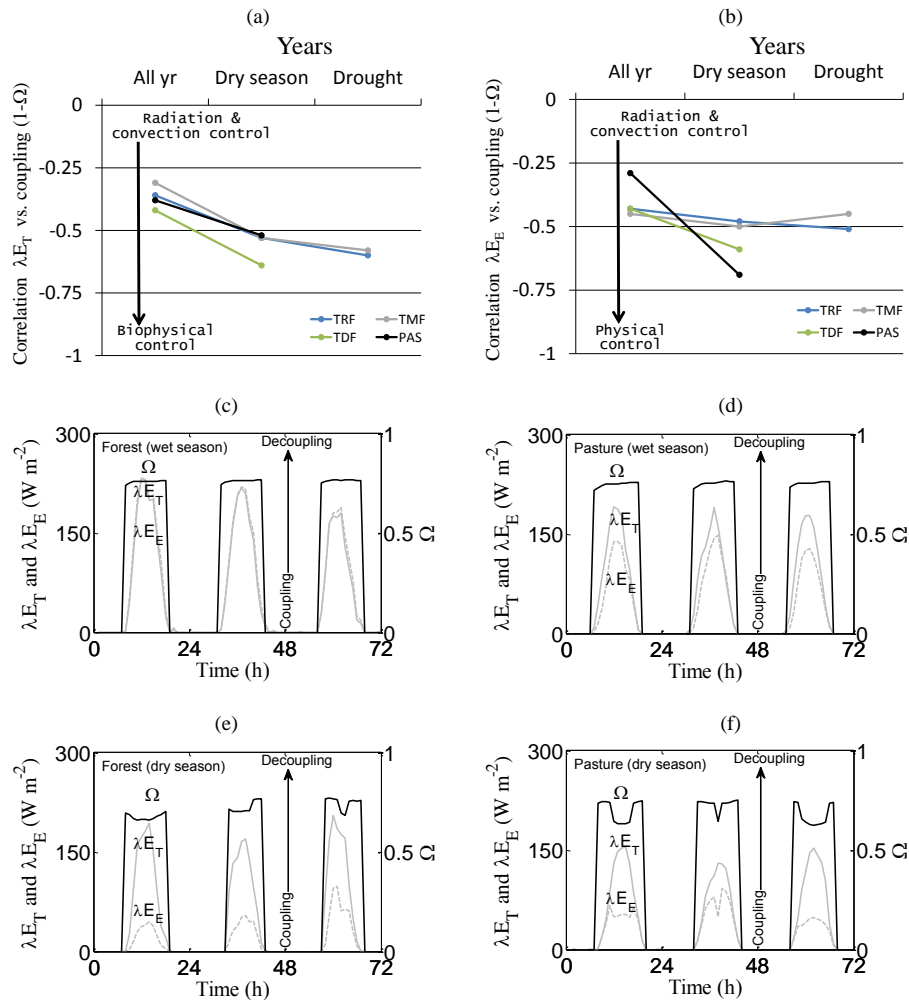 (a)
Years
All yr Dry season Drought
0
-0.25
-0.5
-0.75
-1
Correlation λE_T vs. coupling (1-Ω)
Radiation &
convection control
Biophysical
control
TRF TMF
TDF PAS
(b)
Years
All yr Dry season Drought
0
-0.25
-0.5
-0.75
-1
Correlation λE_E vs. coupling (1-Ω)
Radiation &
convection control
Physical
control
TRF TMF
TDF PAS
(c)
300
150
0
λE_T and λE_E (W m⁻²)
Forest (wet season)
Decoupling
Coupling
Ω
λE_T
λE_E
1
0.5
0
Ω
0 24 48 72
Time (h)
(d)
300
150
0
λE_T and λE_E (W m⁻²)
Pasture (wet season)
Decoupling
Coupling
Ω
λE_T
λE_E
1
0.5
0
Ω
0 24 48 72
Time (h)
(e)
300
150
0
λE_T and λE_E (W m⁻²)
Forest (dry season)
Decoupling
Coupling
Ω
λE_T
λE_E
1
0.5
0
Ω
0 24 48 72
Time (h)
(f)
300
150
0
λE_T and λE_E (W m⁻²)
Pasture (dry season)
Decoupling
Coupling
Ω
λE_T
λE_E
1
0.5
0
Ω
0 24 48 72
Time (h)